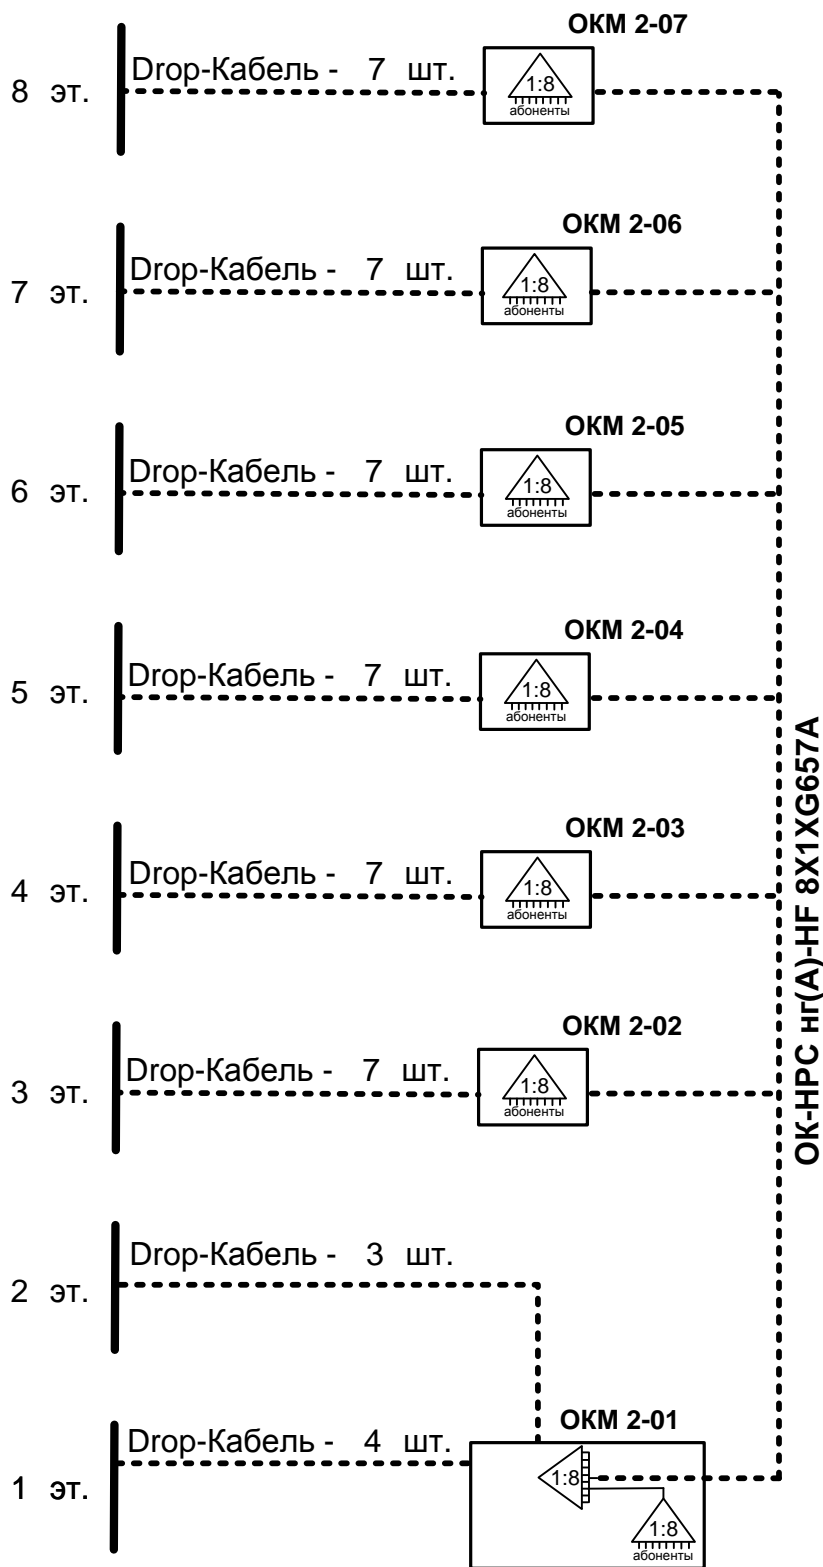 ОКМ 2-07
8 эт.
Drop-Кабель - 7 шт.
1:8
абоненты
ОКМ 2-06
7 эт.
Drop-Кабель - 7 шт.
1:8
абоненты
ОКМ 2-05
6 эт.
Drop-Кабель - 7 шт.
1:8
абоненты
ОКМ 2-04
5 эт.
Drop-Кабель - 7 шт.
1:8
абоненты
ОКМ 2-03
4 эт.
Drop-Кабель - 7 шт.
1:8
абоненты
ОКМ 2-02
3 эт.
Drop-Кабель - 7 шт.
1:8
абоненты
ОК-НРС нг(А)-HF 8X1XG657A
2 эт.
Drop-Кабель - 3 шт.
ОКМ 2-01
1 эт.
Drop-Кабель - 4 шт.
1:8
1:8
абоненты